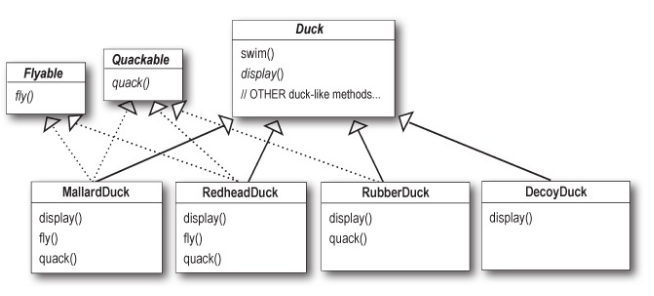 Duck
swim()
display()
// OTHER duck-like methods...
Quackable
quack()
Flyable
fly()
MallardDuck
display()
fly()
quack()
RedheadDuck
display()
fly()
quack()
RubberDuck
display()
quack()
DecoyDuck
display()